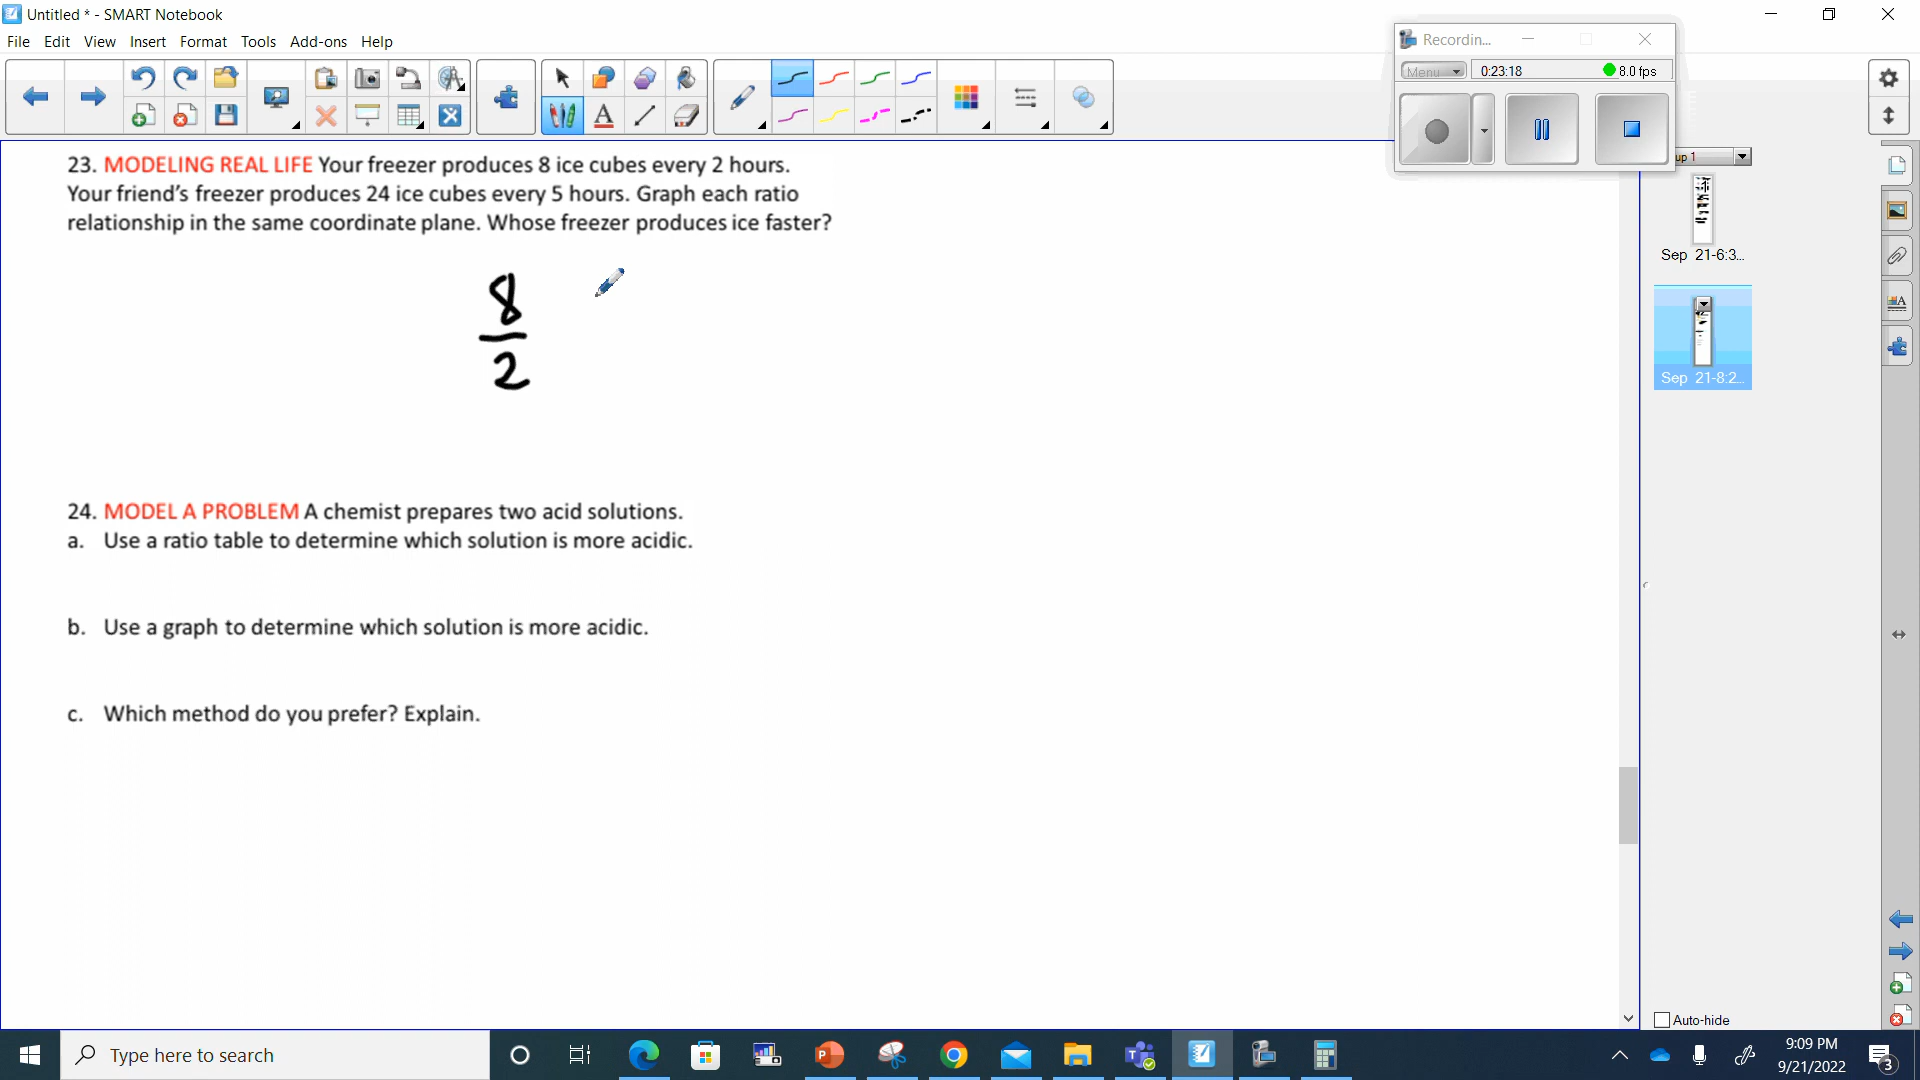 Untitled * - SMART Notebook
File Edit View Insert Format Tools Add-ons Help
Recordin...
Menu 0:23:18 8.0 fps
up 1
23. MODELING REAL LIFE Your freezer produces 8 ice cubes every 2 hours.
Your friend's freezer produces 24 ice cubes every 5 hours. Graph each ratio
relationship in the same coordinate plane. Whose freezer produces ice faster?
8
2
Sep 21-6:3...
Sep 21-8:2...
24. MODEL A PROBLEM A chemist prepares two acid solutions.
a. Use a ratio table to determine which solution is more acidic.
b. Use a graph to determine which solution is more acidic.
c. Which method do you prefer? Explain.
Auto-hide
Type here to search
9:09 PM
9/21/2022
3